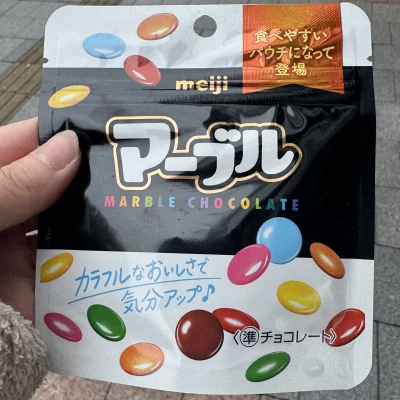 食べやすい
パウチになって
登場
meiji
マーブル
MARBLE CHOCOLATE
カラフルなおいしさで
気分アップ♪
〈準チョコレート〉